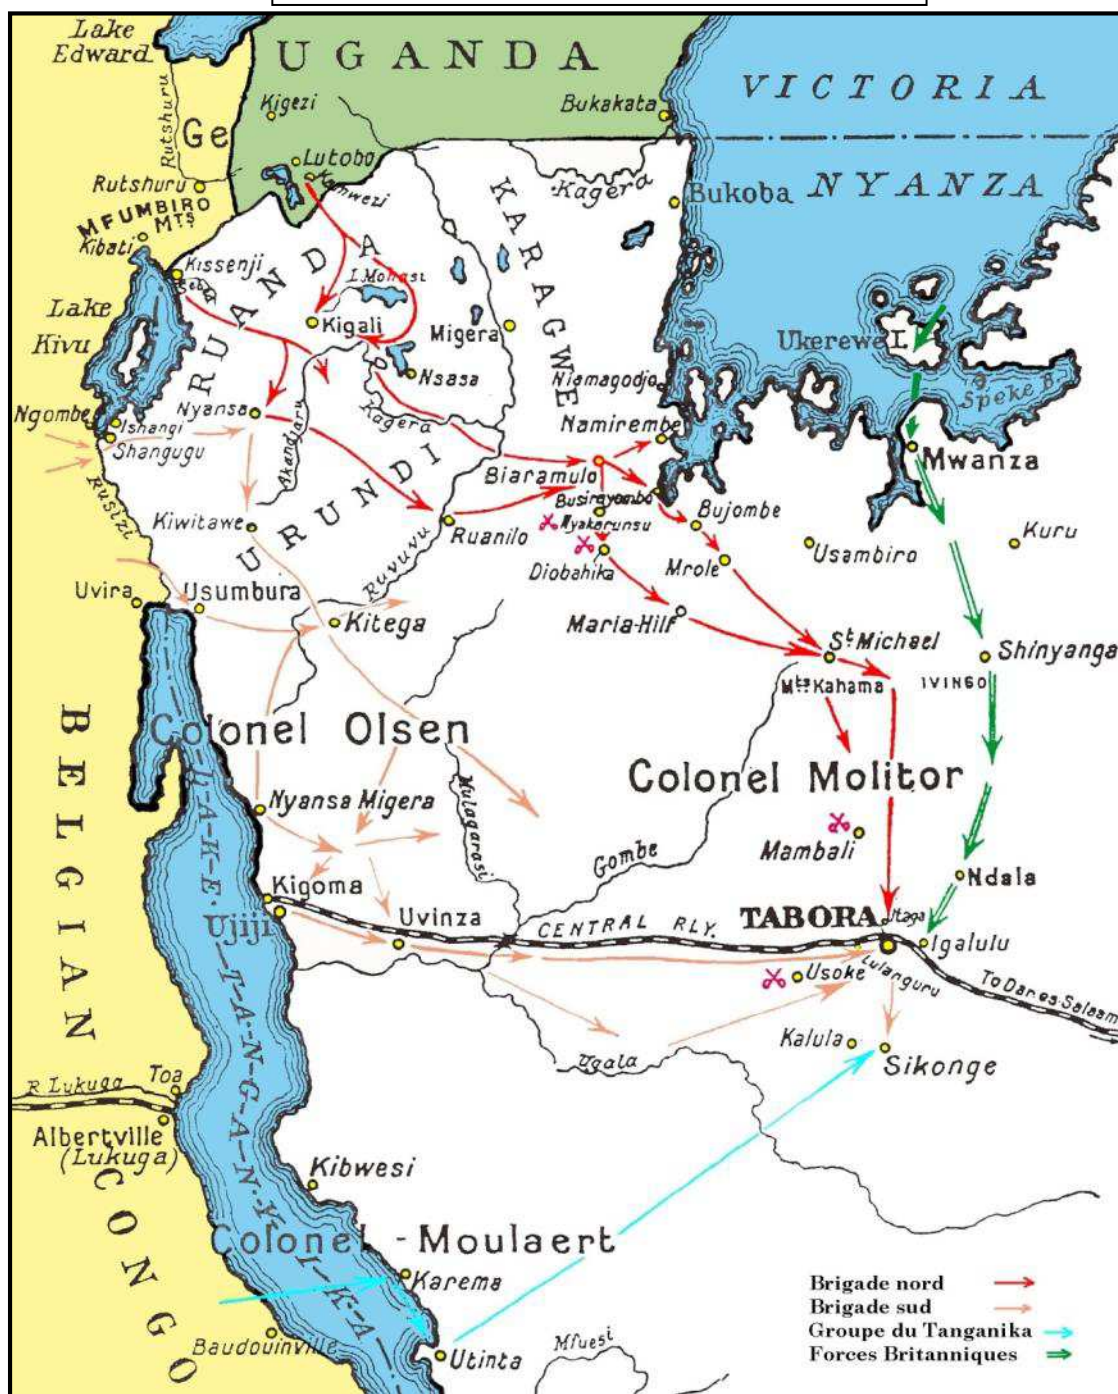 Lake
Edward
UGANDA
Kigezi
Bukakata
VICTORIA
NYANZA
Rutshuru
Ge
Lutobo
Kamwezi
Rutshuru
MFUMBIRO
MTS
Kibati
KARAGWE
Kagera
Bukoba
Kissenji
Sebea
RUANDA
L. Mohasi
Lake
Kivu
Kigali
Migera
Ukerewe I.
Nsasa
Niamagodjo
Speke B.
Ngombe
Ishangi
Shangugu
Nyansa
Akandjaru
Kagera
Namirembe
Mwanza
Biaramulo
Rusizi
URUNDI
Kiwitawe
Ruanilo
Ruvuvu
Busirayombo
Nyakarunsu
Bujombe
Kuru
Usambiro
Diobahika
Mrole
Uvira
Usumbura
Kitega
Maria-Hilf
St. Michael
Shinyanga
Mts Kahama
IVINGO
BELGIAN
Colonel Olsen
Colonel Molitor
Nyansa Migera
Mulagarasi
Gombe
Mambali
Kigoma
Ndala
Ujiji
Uvinza
CENTRAL RLY.
TABORA
Itaga
Igalulu
Usoke
Lulanguru
To Dar es-Salaam
LAKE TANGANYIKA
Ugala
Kalula
Sikonge
R Lukuga
Toa
Albertville
(Lukuga)
CONGO
Kibwesi
Colonel - Moulaert
Karema
Baudouinville
Utinta
Mfuesi
Brigade nord
Brigade sud
Groupe du Tanganika
Forces Britanniques